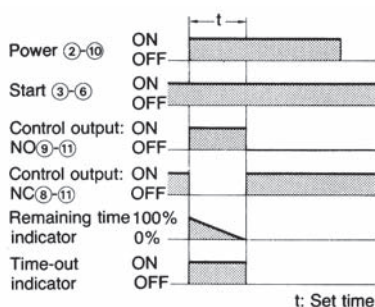 t
Power ②-⑩ ON
OFF
Start ③-⑥ ON
OFF
Control output: ON
NO⑨-⑪ OFF
Control output: ON
NC⑧-⑪ OFF
Remaining time 100%
indicator 0%
Time-out ON
indicator OFF
t: Set time